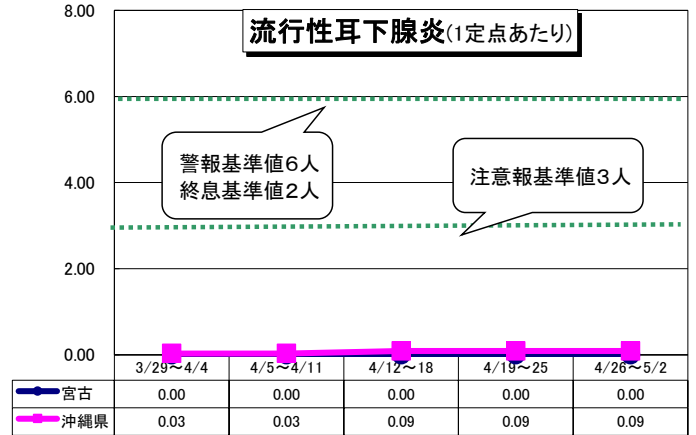 流行性耳下腺炎(1定点あたり)
8.00
6.00
警報基準値6人
終息基準値2人
注意報基準値3人
4.00
2.00
0.00
3/29～4/4 4/5～4/11 4/12～18 4/19～25 4/26～5/2
宮古 0.00 0.00 0.00 0.00 0.00
沖縄県 0.03 0.03 0.09 0.09 0.09